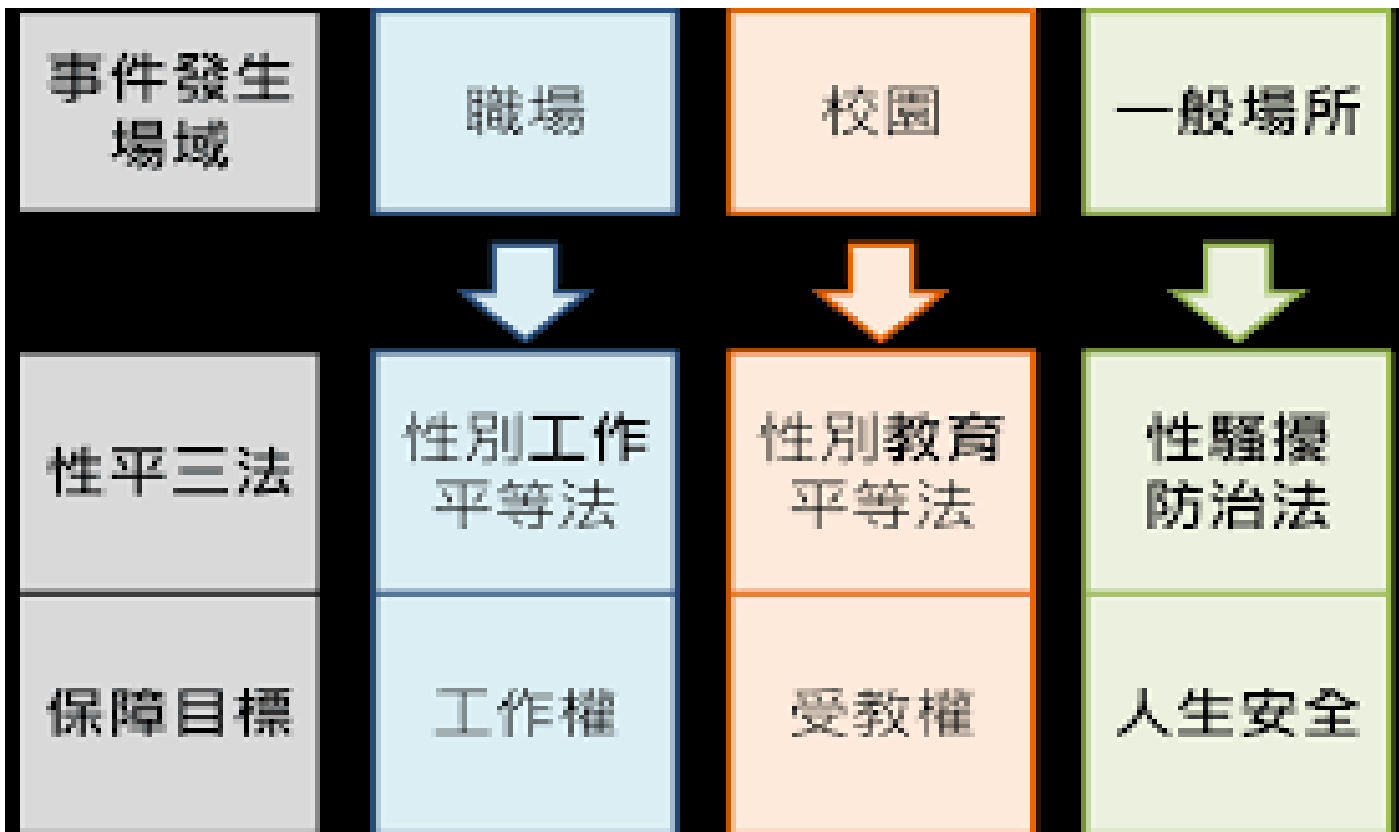 事件發生
場域
職場
校園
一般場所
性平三法
性別工作
平等法
性別教育
平等法
性騷擾
防治法
保障目標
工作權
受教權
人生安全